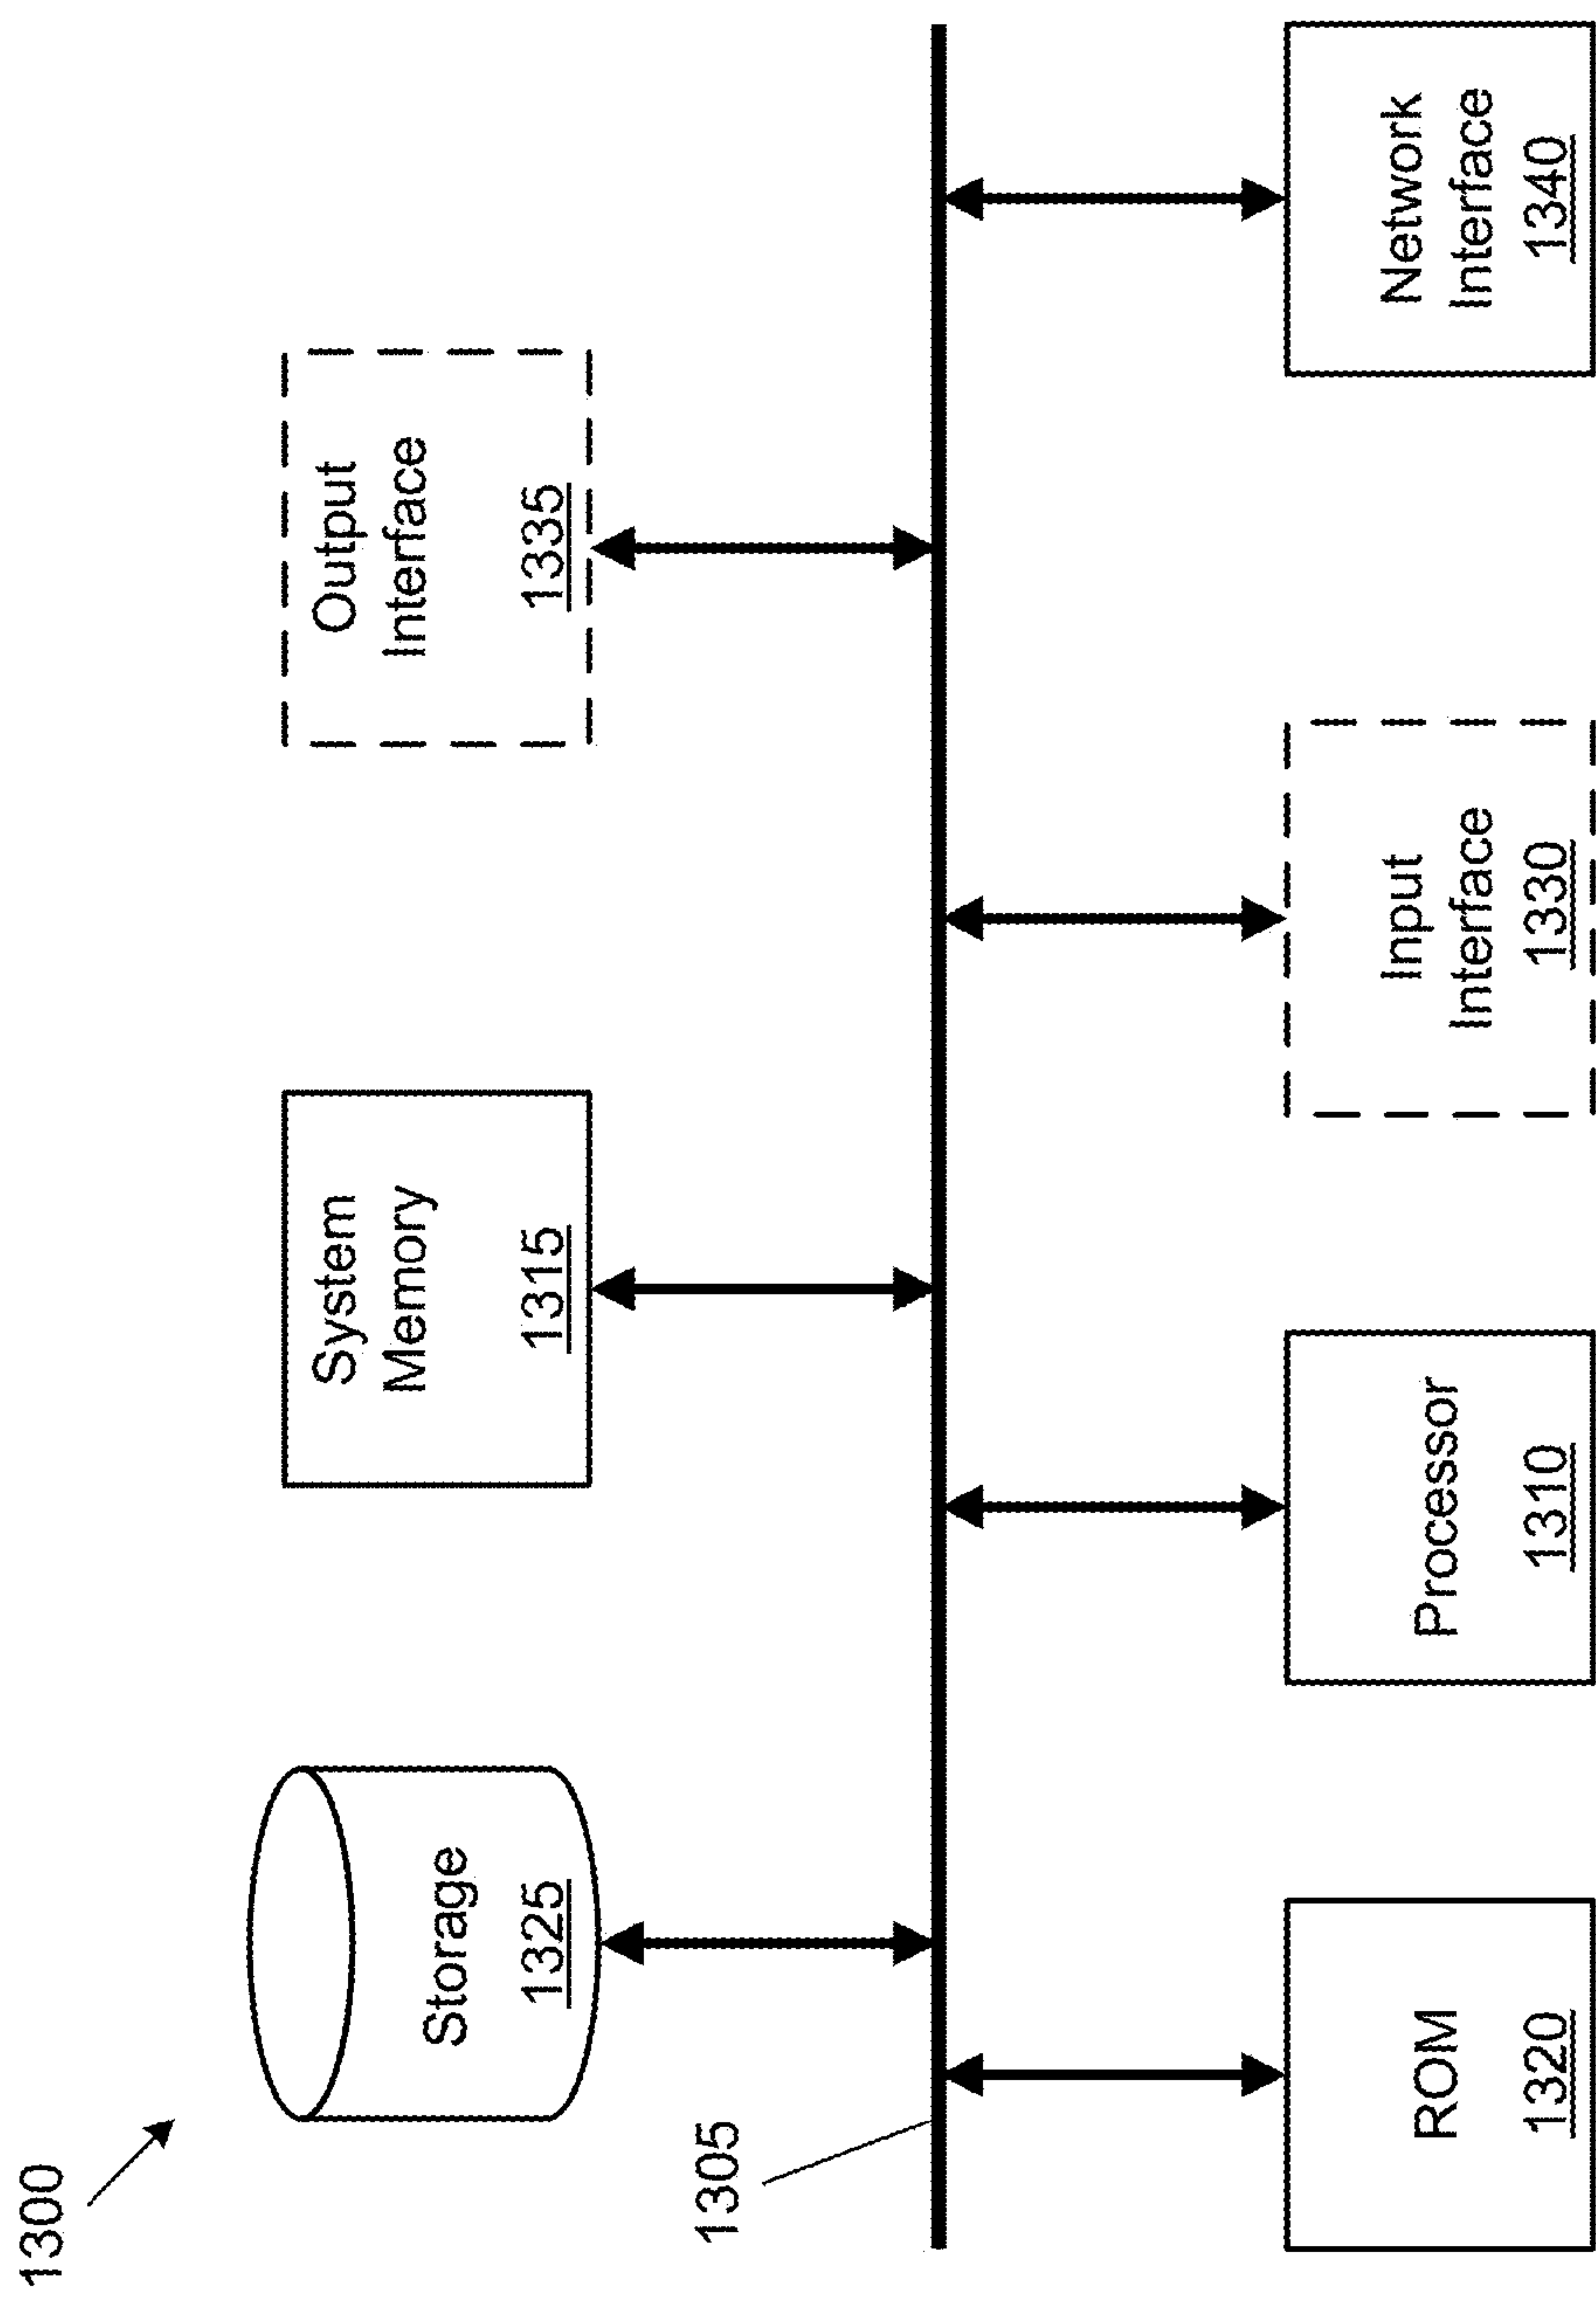 1300
Storage
1325
System
Memory
1315
Output
Interface
1335
1305
ROM
1320
Processor
1310
Input
Interface
1330
Network
Interface
1340